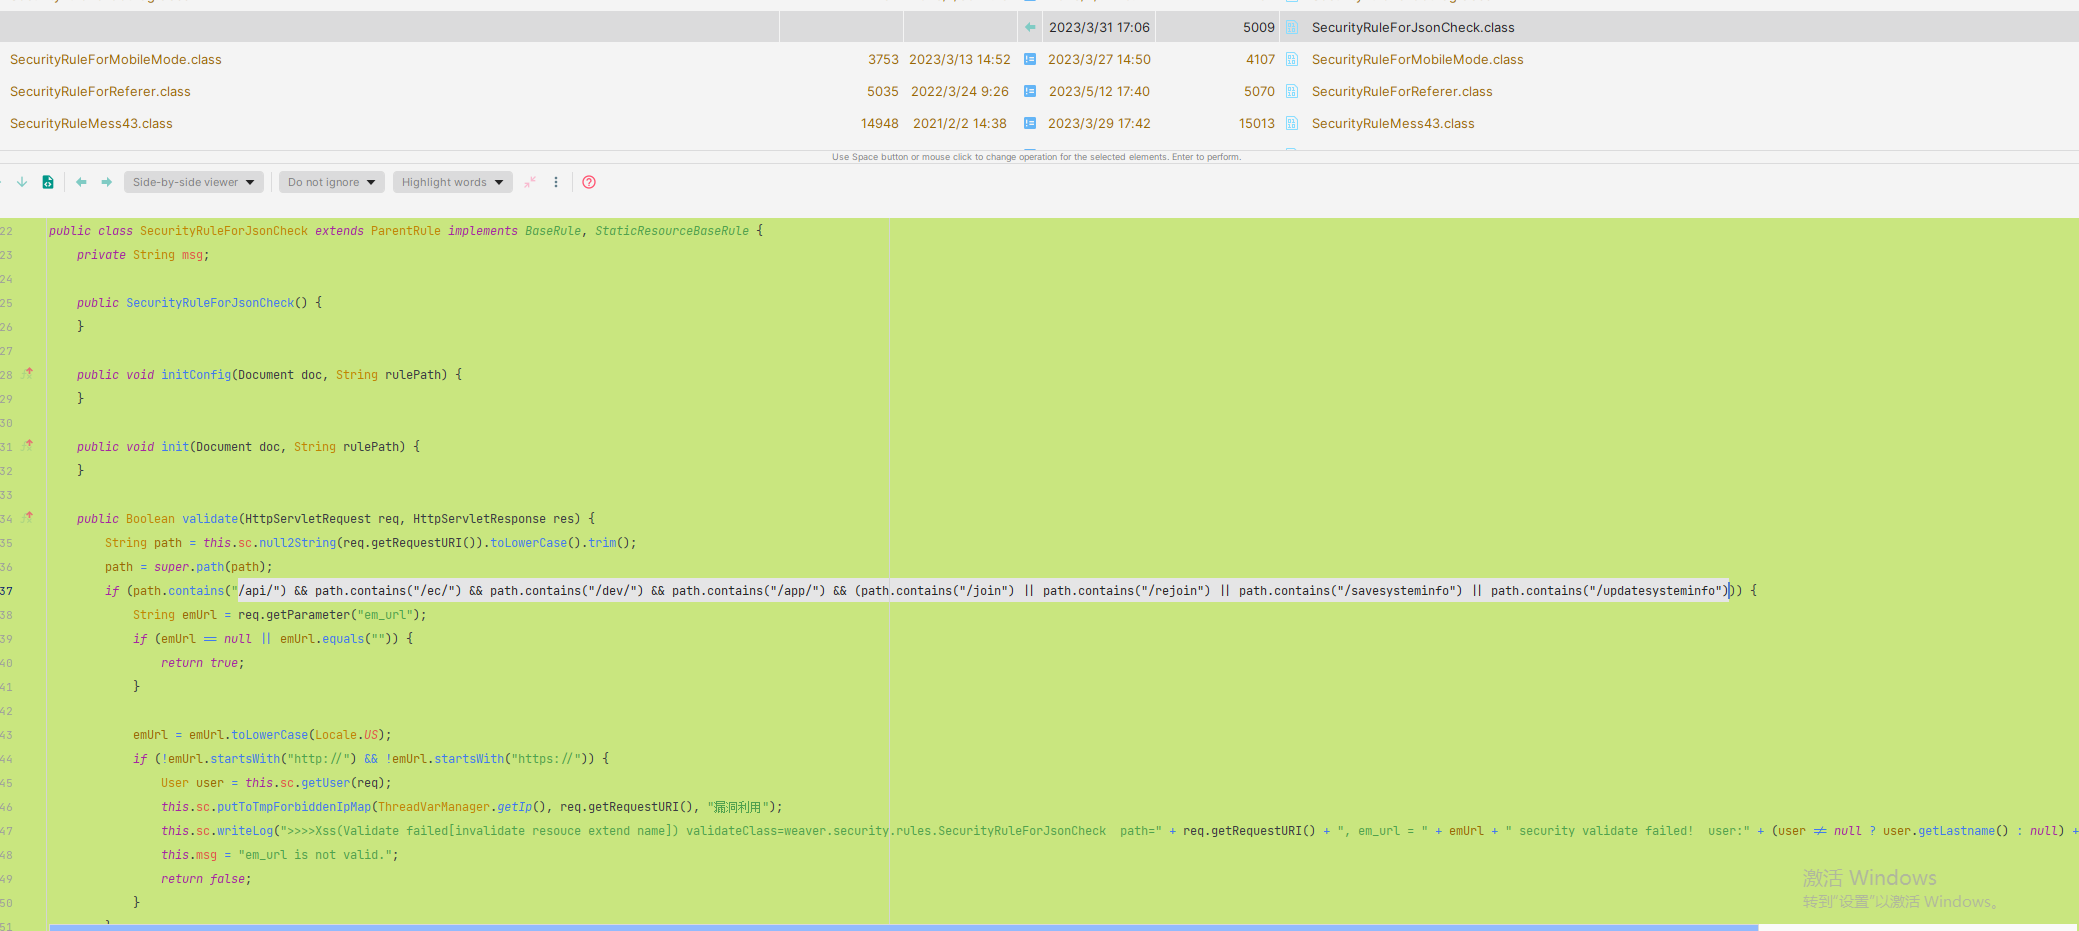 2023/3/31 17:06 5009 SecurityRuleForJsonCheck.class
SecurityRuleForMobileMode.class 3753 2023/3/13 14:52 2023/3/27 14:50 4107 SecurityRuleForMobileMode.class
SecurityRuleForReferer.class 5035 2022/3/24 9:26 2023/5/12 17:40 5070 SecurityRuleForReferer.class
SecurityRuleMess43.class 14948 2021/2/2 14:38 2023/3/29 17:42 15013 SecurityRuleMess43.class
Use Space button or mouse click to change operation for the selected elements. Enter to perform.
Side-by-side viewer Do not ignore Highlight words
22 public class SecurityRuleForJsonCheck extends ParentRule implements BaseRule, StaticResourceBaseRule {
23 private String msg;
24
25 public SecurityRuleForJsonCheck() {
26 }
27
28 public void initConfig(Document doc, String rulePath) {
29 }
30
31 public void init(Document doc, String rulePath) {
32 }
33
34 public Boolean validate(HttpServletRequest req, HttpServletResponse res) {
35 String path = this.sc.null2String(req.getRequestURI()).toLowerCase().trim();
36 path = super.path(path);
37 if (path.contains("/api/") && path.contains("/ec/") && path.contains("/dev/") && path.contains("/app/") && (path.contains("/join") || path.contains("/rejoin") || path.contains("/savesysteminfo") || path.contains("/updatesysteminfo"))) {
38 String emUrl = req.getParameter("em_url");
39 if (emUrl == null || emUrl.equals("")) {
40 return true;
41 }
42
43 emUrl = emUrl.toLowerCase(Locale.US);
44 if (!emUrl.startsWith("http://") && !emUrl.startsWith("https://")) {
45 User user = this.sc.getUser(req);
46 this.sc.putToTmpForbiddenIpMap(ThreadVarManager.getIp(), req.getRequestURI(), "漏洞利用");
47 this.sc.writeLog(">>>>Xss(Validate failed[invalidate resouce extend name]) validateClass=weaver.security.rules.SecurityRuleForJsonCheck  path=" + req.getRequestURI() + ", em_url = " + emUrl + " security validate failed!  user:" + (user != null ? user.getLastname() : null) +
48 this.msg = "em_url is not valid.";
49 return false;
50 }
51
激活 Windows
转到"设置"以激活 Windows。